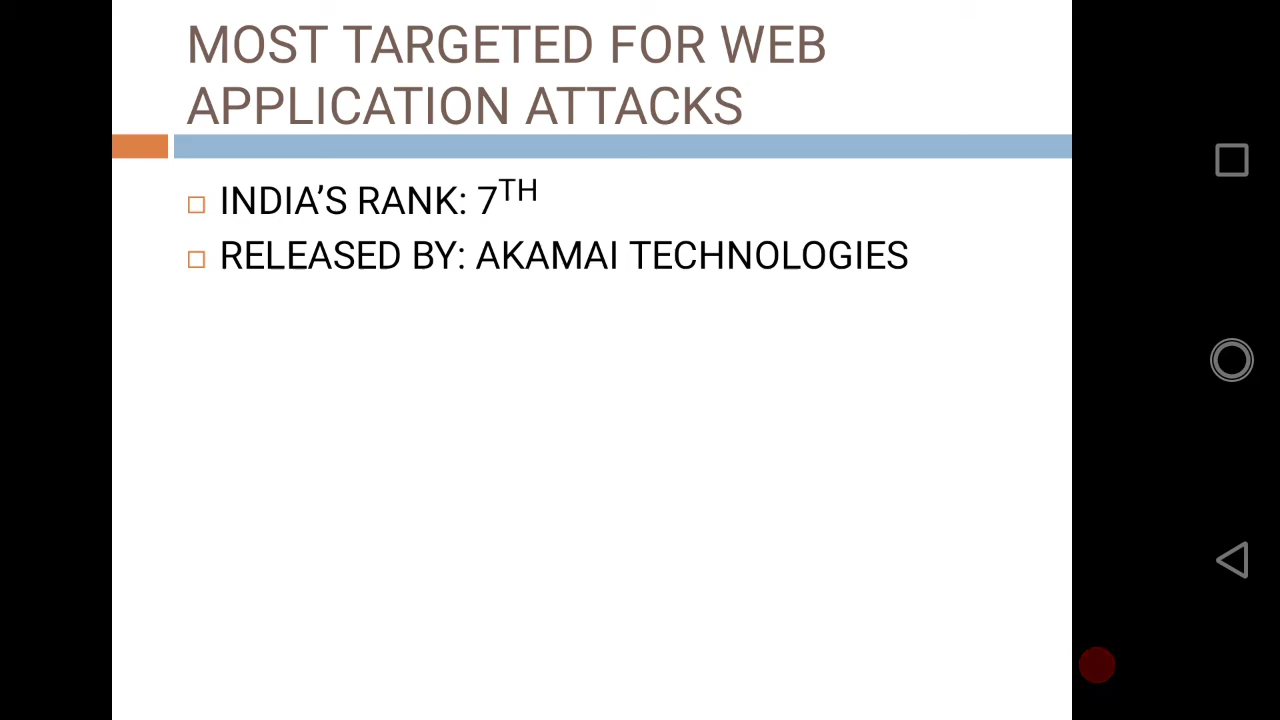 MOST TARGETED FOR WEB
APPLICATION ATTACKS
INDIA’S RANK: 7TH
RELEASED BY: AKAMAI TECHNOLOGIES